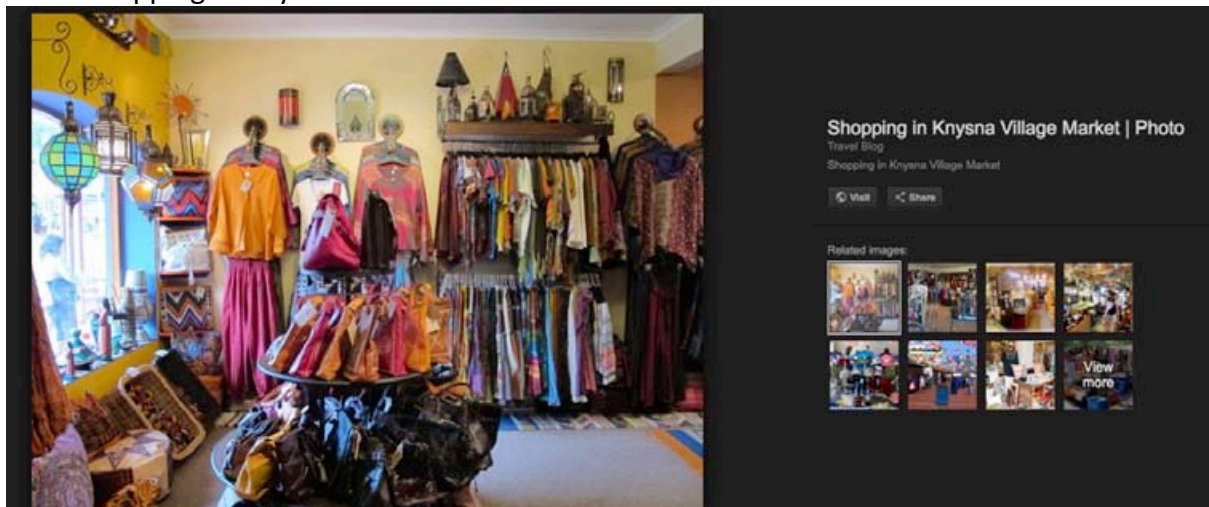 Shopping in Knysna Village Market | Photo
Travel Blog
Shopping in Knysna Village Market
Visit
Share
Related images:
View
more